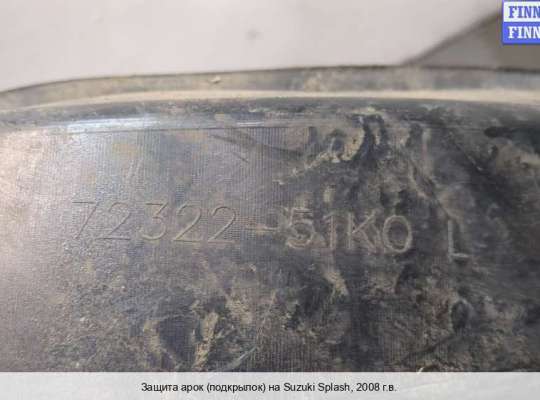 FINN
FINN
72322-51K0 L
Защита арок (подкрылок) на Suzuki Splash, 2008 г.в.